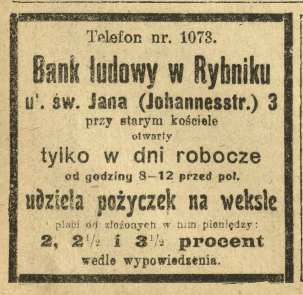 Telefon nr. 1073.
Bank ludowy w Rybniku
ul. św. Jana (Johannesstr.) 3
przy starym kościele
otwarty
tylko w dni robocze
od godziny 8–12 przed poł.
udziela pożyczek na weksle
płaci od złożonych w nim pieniędzy:
2, 2½ i 3½ procent
wedle wypowiedzenia.